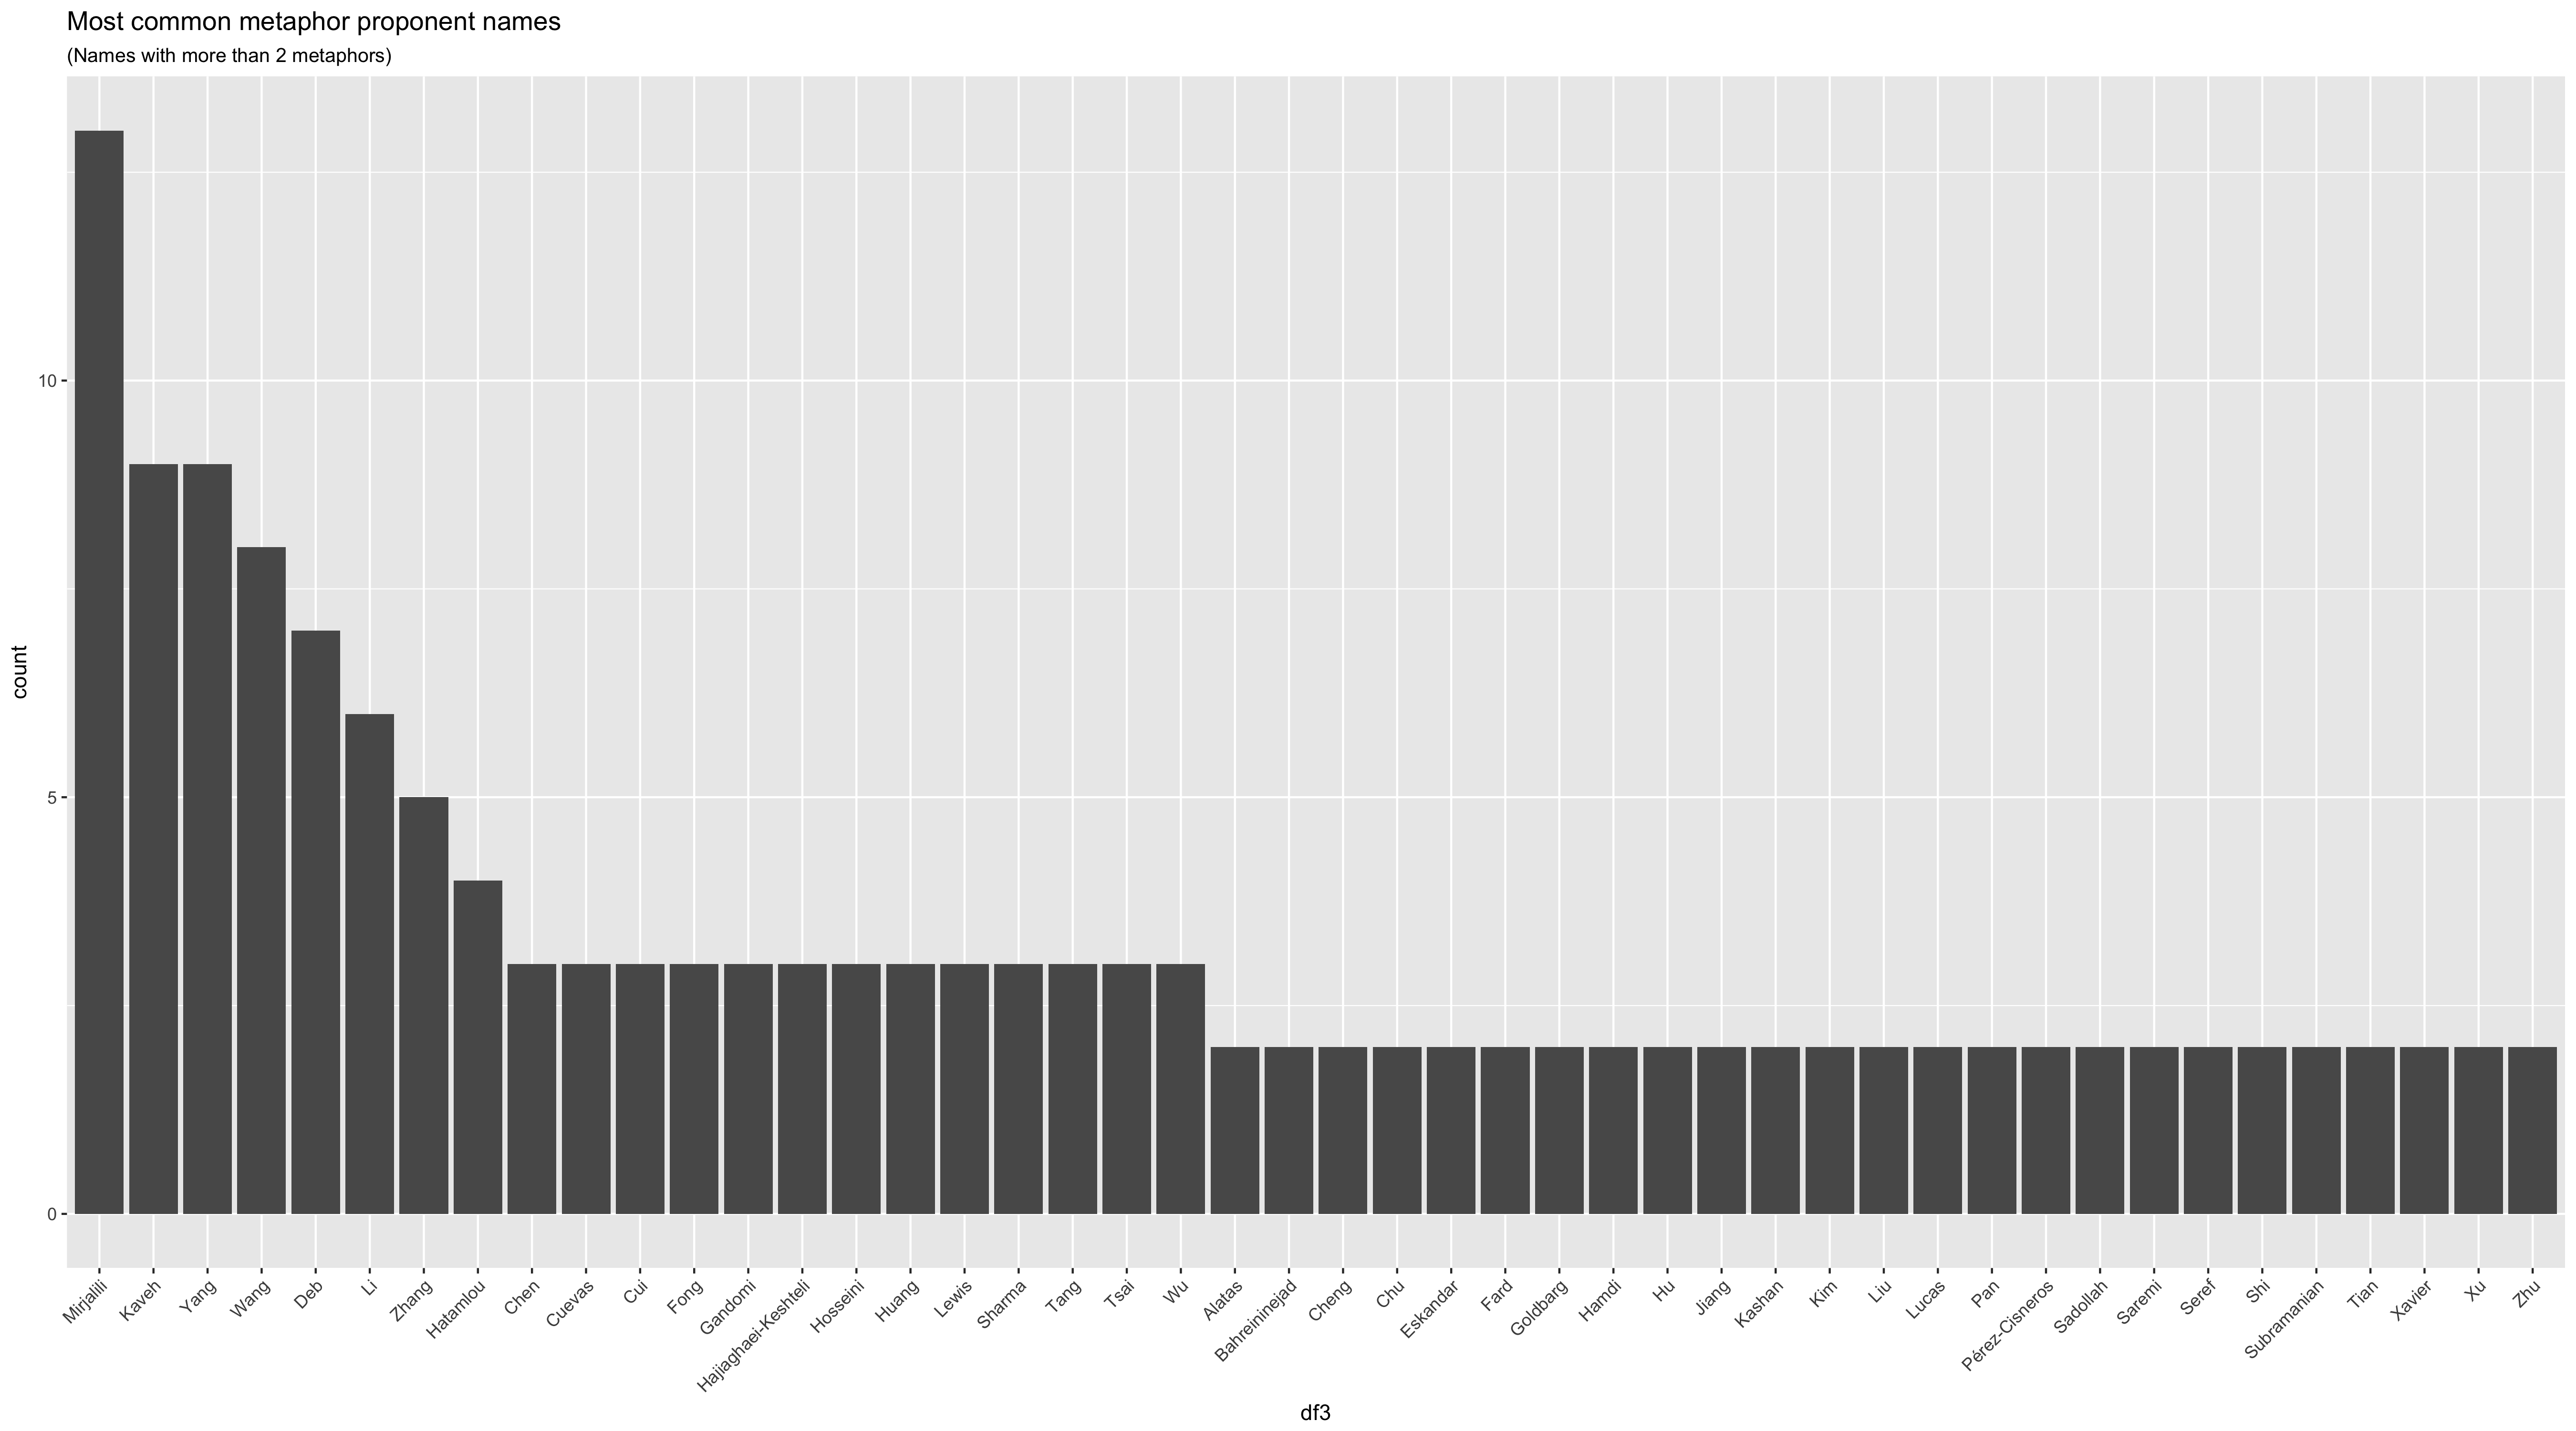 Most common metaphor proponent names
(Names with more than 2 metaphors)
count
10
5
0
Mirjalili
Kaveh
Yang
Wang
Deb
Li
Zhang
Hatamlou
Chen
Cuevas
Cui
Fong
Gandomi
Hajiaghaei-Keshteli
Hosseini
Huang
Lewis
Sharma
Tang
Tsai
Wu
Alatas
Bahreininejad
Cheng
Chu
Eskandar
Fard
Goldbarg
Hamdi
Hu
Jiang
Kashan
Kim
Liu
Lucas
Pan
Pérez-Cisneros
Sadollah
Saremi
Seref
Shi
Subramanian
Tian
Xavier
Xu
Zhu
df3